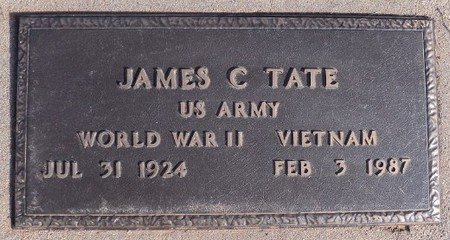 JAMES C TATE
US ARMY
WORLD WAR II VIETNAM
JUL 31 1924 FEB 3 1987